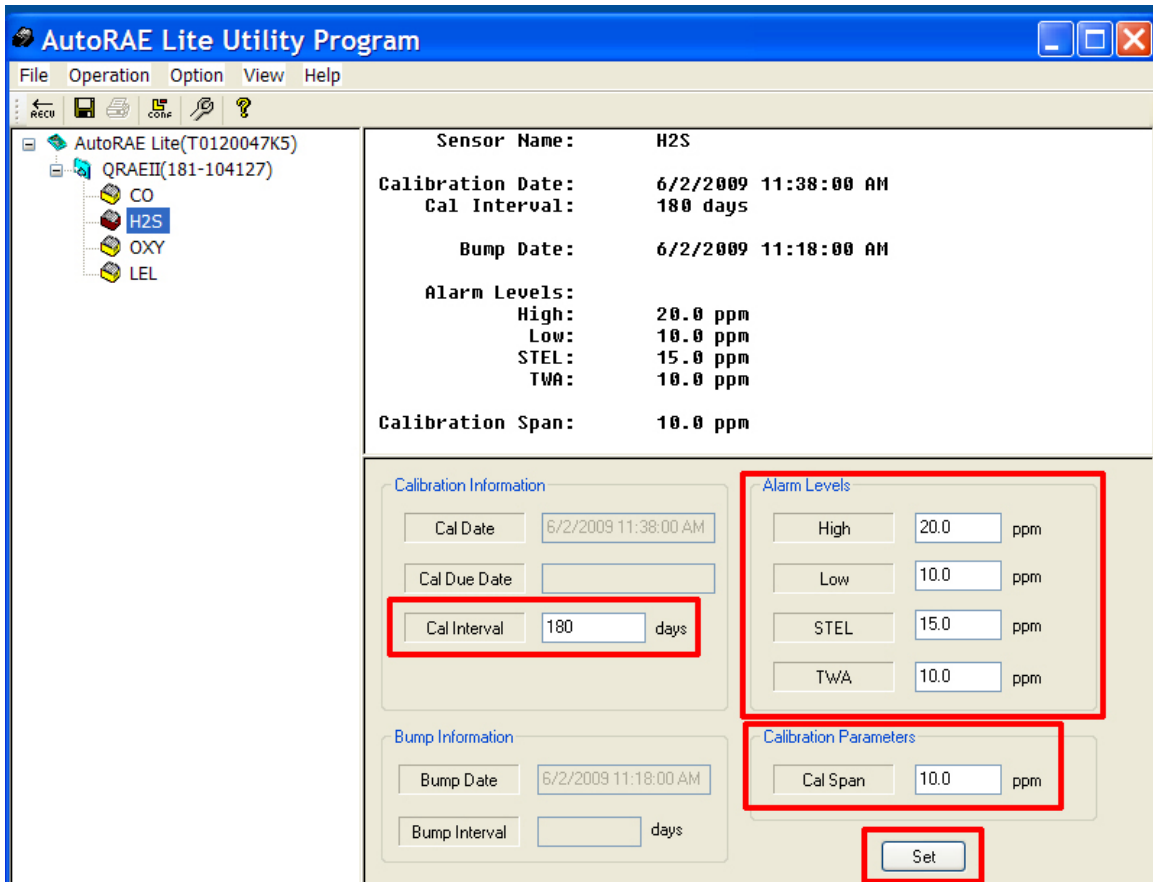 AutoRAE Lite Utility Program
File Operation Option View Help
RECV CONF
AutoRAE Lite(T0120047K5)
QRAEII(181-104127)
CO
H2S
OXY
LEL
Sensor Name: H2S
Calibration Date: 6/2/2009 11:38:00 AM
Cal Interval: 180 days
Bump Date: 6/2/2009 11:18:00 AM
Alarm Levels:
High: 20.0 ppm
Low: 10.0 ppm
STEL: 15.0 ppm
TWA: 10.0 ppm
Calibration Span: 10.0 ppm
Calibration Information
Cal Date 6/2/2009 11:38:00 AM
Cal Due Date
Cal Interval 180 days
Alarm Levels
High 20.0 ppm
Low 10.0 ppm
STEL 15.0 ppm
TWA 10.0 ppm
Bump Information
Bump Date 6/2/2009 11:18:00 AM
Bump Interval days
Calibration Parameters
Cal Span 10.0 ppm
Set